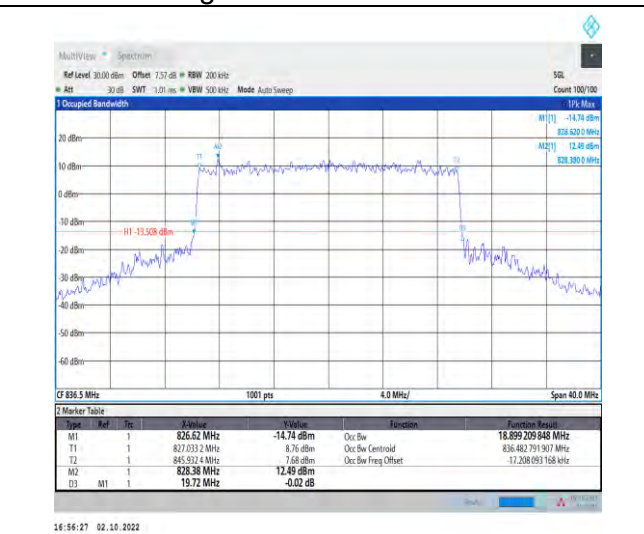 MultiView Spectrum
Ref Level 30.00 dBm Offset 7.57 dB RBW 200 kHz SGL
Att 30 dB SWT 1.01 ms VBW 500 kHz Mode Auto Sweep Count 100/100
1 Occupied Bandwidth 1Pk Max
M1[1] -14.74 dBm
826.620 0 MHz
M2[1] 12.49 dBm
828.380 0 MHz
20 dBm
M2
T1 T2
10 dBm
0 dBm
-10 dBm
H1 -13.508 dBm
-20 dBm
-30 dBm
-40 dBm
-50 dBm
-60 dBm
CF 836.5 MHz 1001 pts 4.0 MHz/ Span 40.0 MHz
2 Marker Table
Type Ref Trc X-Value Y-Value Function Function Result
M1 1 826.62 MHz -14.74 dBm Occ Bw 18.899 209 848 MHz
T1 1 827.033 2 MHz 8.76 dBm Occ Bw Centroid 836.482 791 907 MHz
T2 1 845.932 4 MHz 7.68 dBm Occ Bw Freq Offset -17.208 093 168 kHz
M2 1 828.38 MHz 12.49 dBm
D3 M1 1 19.72 MHz -0.02 dB
16:56:27 02.10.2022